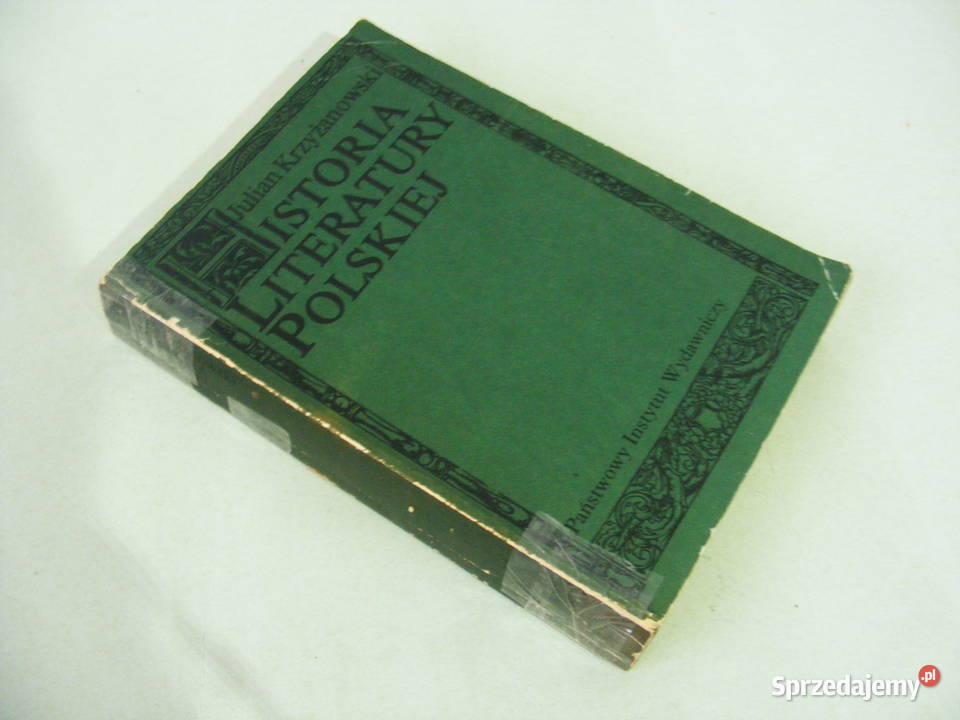 Julian Krzyżanowski
HISTORIA
LITERATURY
POLSKIEJ
Państwowy Instytut Wydawniczy
Sprzedajemy.pl